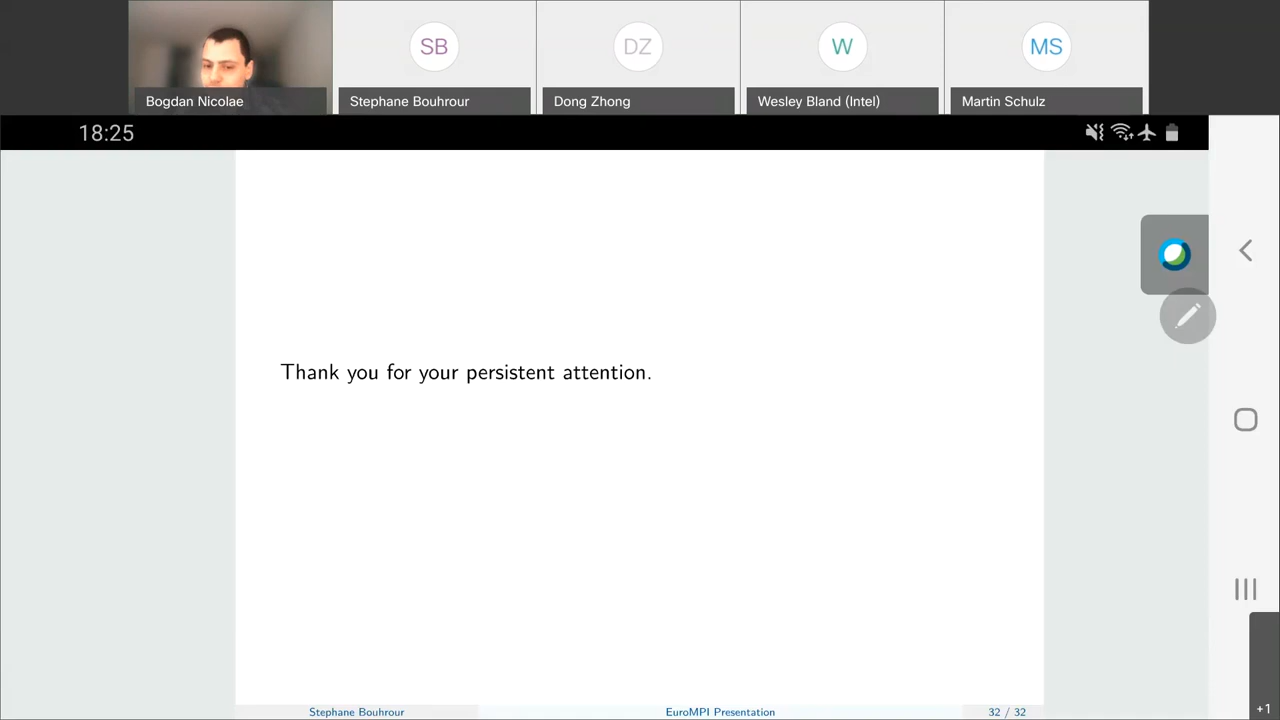 SB
DZ
W
MS
Bogdan Nicolae
Stephane Bouhrour
Dong Zhong
Wesley Bland (Intel)
Martin Schulz
18:25
Thank you for your persistent attention.
Stephane Bouhrour
EuroMPI Presentation
32 / 32
+1